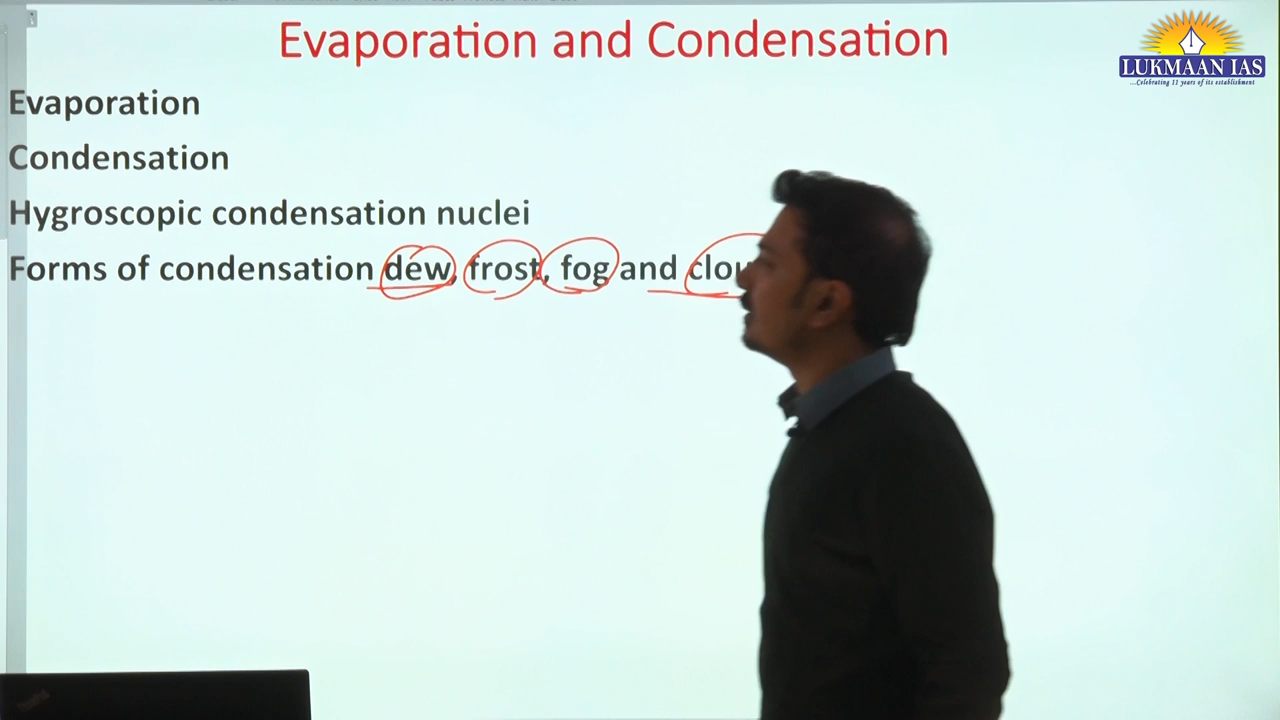 Evaporation and Condensation
LUKMAAN IAS
...Celebrating 11 years of its establishment
Evaporation
Condensation
Hygroscopic condensation nuclei
Forms of condensation dew, frost, fog and